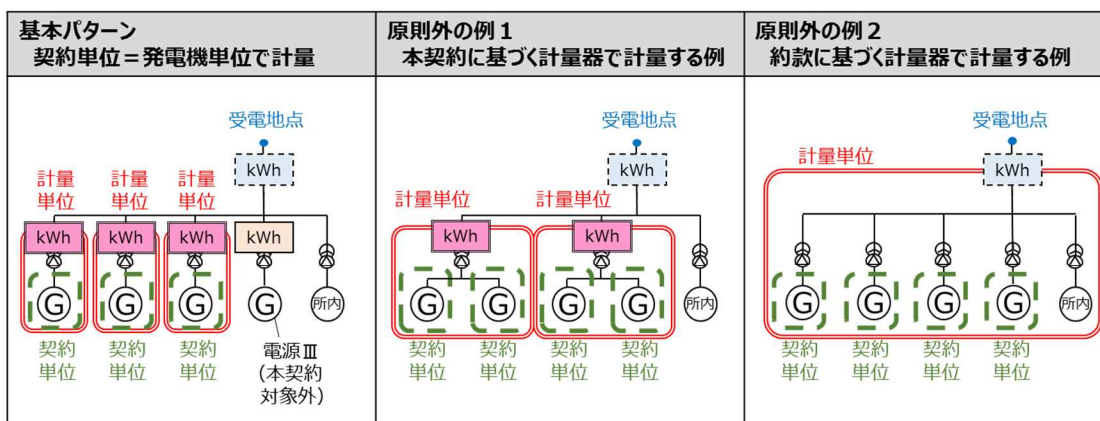 基本パターン
契約単位＝発電機単位で計量
受電地点
kWh
計量
単位
計量
単位
計量
単位
kWh
kWh
kWh
kWh
G
G
G
G
所内
契約
単位
契約
単位
契約
単位
電源Ⅲ
(本契約
対象外)
原則外の例１
本契約に基づく計量器で計量する例
受電地点
kWh
計量単位
計量単位
kWh
kWh
G
G
G
G
所内
契約
単位
契約
単位
契約
単位
契約
単位
原則外の例２
約款に基づく計量器で計量する例
受電地点
計量単位
kWh
G
G
G
G
所内
契約
単位
契約
単位
契約
単位
契約
単位